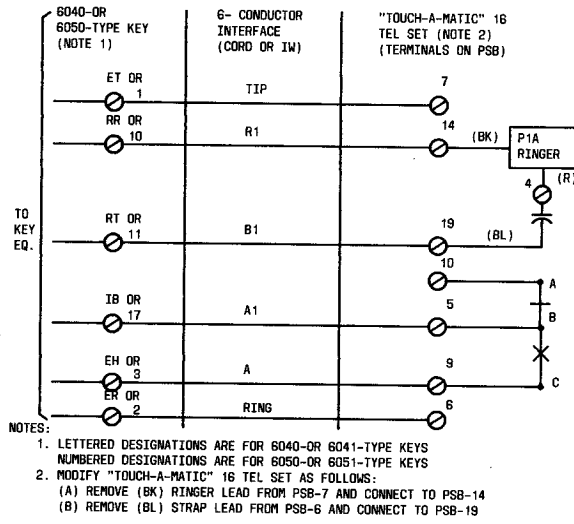 6040-OR
6050-TYPE KEY
(NOTE 1)
6- CONDUCTOR
INTERFACE
(CORD OR IW)
"TOUCH-A-MATIC" 16
TEL SET (NOTE 2)
(TERMINALS ON PSB)
ET OR
1
TIP
7
RR OR
10
R1
14
(BK)
P1A
RINGER
4
(R)
TO
KEY
EQ.
RT OR
11
B1
19
(BL)
10
A
IB OR
17
A1
5
B
EH OR
3
A
9
C
ER OR
2
RING
6
NOTES:
1. LETTERED DESIGNATIONS ARE FOR 6040-OR 6041-TYPE KEYS
NUMBERED DESIGNATIONS ARE FOR 6050-OR 6051-TYPE KEYS
2. MODIFY "TOUCH-A-MATIC" 16 TEL SET AS FOLLOWS:
(A) REMOVE (BK) RINGER LEAD FROM PSB-7 AND CONNECT TO PSB-14
(B) REMOVE (BL) STRAP LEAD FROM PSB-6 AND CONNECT TO PSB-19